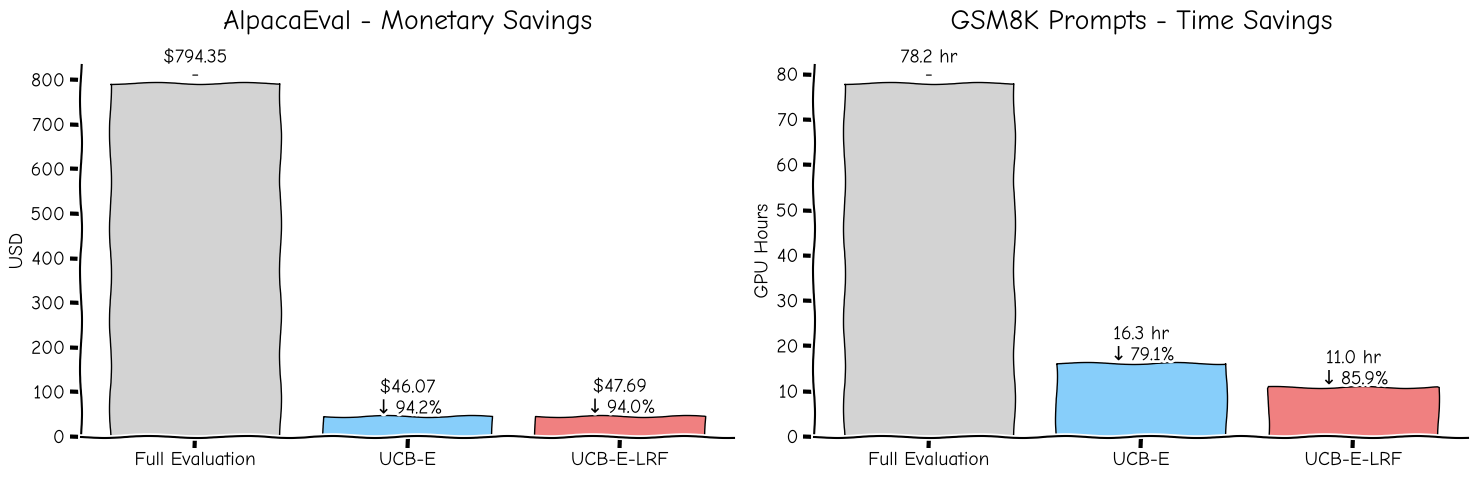 AlpacaEval - Monetary Savings
USD
800
700
600
500
400
300
200
100
0
$794.35
-
$46.07
↓ 94.2%
$47.69
↓ 94.0%
Full Evaluation
UCB-E
UCB-E-LRF
GSM8K Prompts - Time Savings
GPU Hours
80
70
60
50
40
30
20
10
0
78.2 hr
-
16.3 hr
↓ 79.1%
11.0 hr
↓ 85.9%
Full Evaluation
UCB-E
UCB-E-LRF